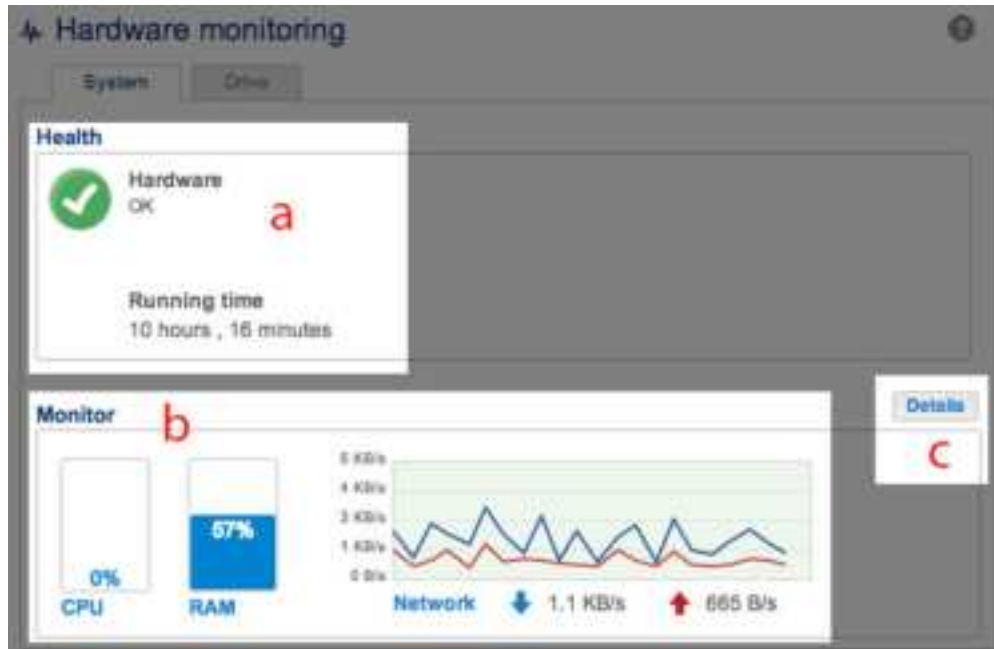 Hardware monitoring
System
Drive
Health
Hardware
OK
a
Running time
10 hours , 16 minutes
Monitor
b
Details
c
5 KB/s
4 KB/s
2 KB/s
1 KB/s
0 B/s
57%
0%
CPU
RAM
Network 1.1 KB/s 665 B/s